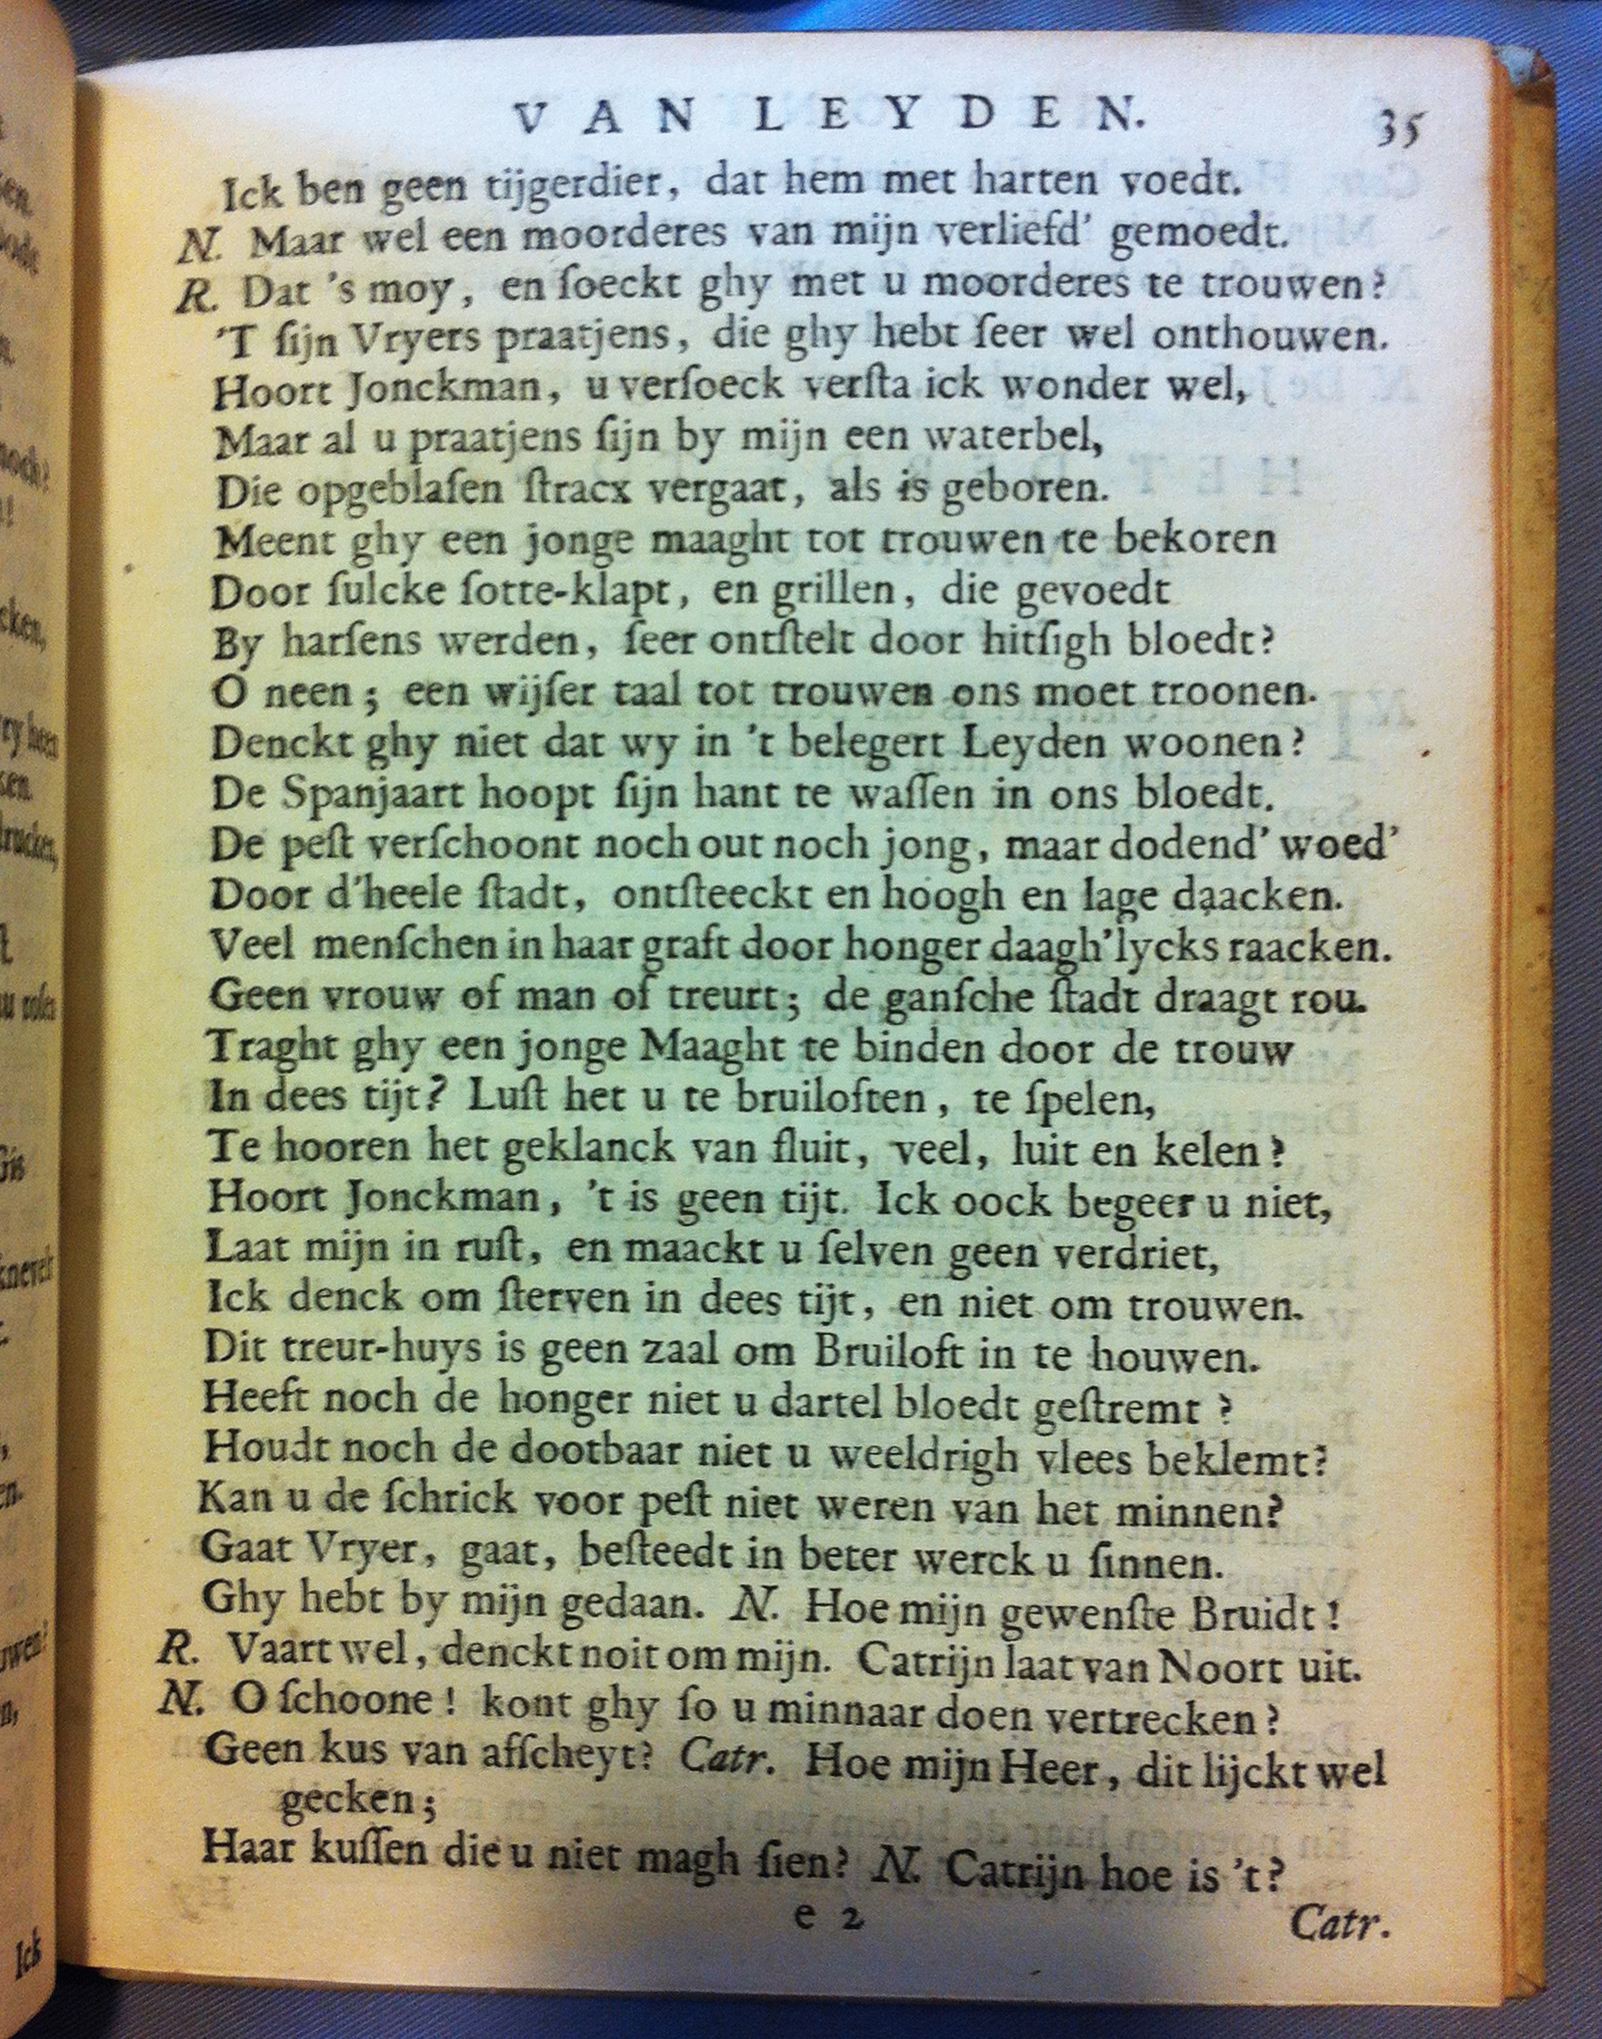 VAN LEYDEN. 35
Ick ben geen tijgerdier, dat hem met harten voedt.
N. Maar wel een moorderes van mijn verliefd' gemoedt.
R. Dat 's moy, en ſoeckt ghy met u moorderes te trouwen?
'T ſijn Vryers praatjens, die ghy hebt ſeer wel onthouwen.
Hoort Jonckman, u verſoeck verſta ick wonder wel,
Maar al u praatjens ſijn by mijn een waterbel,
Die opgeblaſen ſtracx vergaat, als is geboren.
Meent ghy een jonge maaght tot trouwen te bekoren
Door ſulcke ſotte-klapt, en grillen, die gevoedt
By harſens werden, ſeer ontſtelt door hitſigh bloedt?
O neen; een wijſer taal tot trouwen ons moet troonen.
Denckt ghy niet dat wy in 't belegert Leyden woonen?
De Spanjaart hoopt ſijn hant te waſſen in ons bloedt.
De peſt verſchoont noch out noch jong, maar dodend' woed'
Door d'heele ſtadt, ontſteeckt en hoogh en lage daacken.
Veel menſchen in haar graft door honger daagh'lycks raacken.
Geen vrouw of man of treurt; de ganſche ſtadt draagt rou.
Traght ghy een jonge Maaght te binden door de trouw
In dees tijt? Luſt het u te bruiloften, te ſpelen,
Te hooren het geklanck van fluit, veel, luit en kelen?
Hoort Jonckman, 't is geen tijt. Ick oock begeer u niet,
Laat mijn in ruſt, en maackt u ſelven geen verdriet,
Ick denck om ſterven in dees tijt, en niet om trouwen.
Dit treur-huys is geen zaal om Bruiloft in te houwen.
Heeft noch de honger niet u dartel bloedt geſtremt?
Houdt noch de dootbaar niet u weeldrigh vlees beklemt?
Kan u de ſchrick voor peſt niet weren van het minnen?
Gaat Vryer, gaat, beſteedt in beter werck u ſinnen.
Ghy hebt by mijn gedaan. N. Hoe mijn gewenſte Bruidt!
R. Vaart wel, denckt noit om mijn. Catrijn laat van Noort uit.
N. O ſchoone! kont ghy ſo u minnaar doen vertrecken?
Geen kus van afſcheyt? Catr. Hoe mijn Heer, dit lijckt wel
gecken;
Haar kuſſen die u niet magh ſien? N. Catrijn hoe is 't?
e 2 Catr.